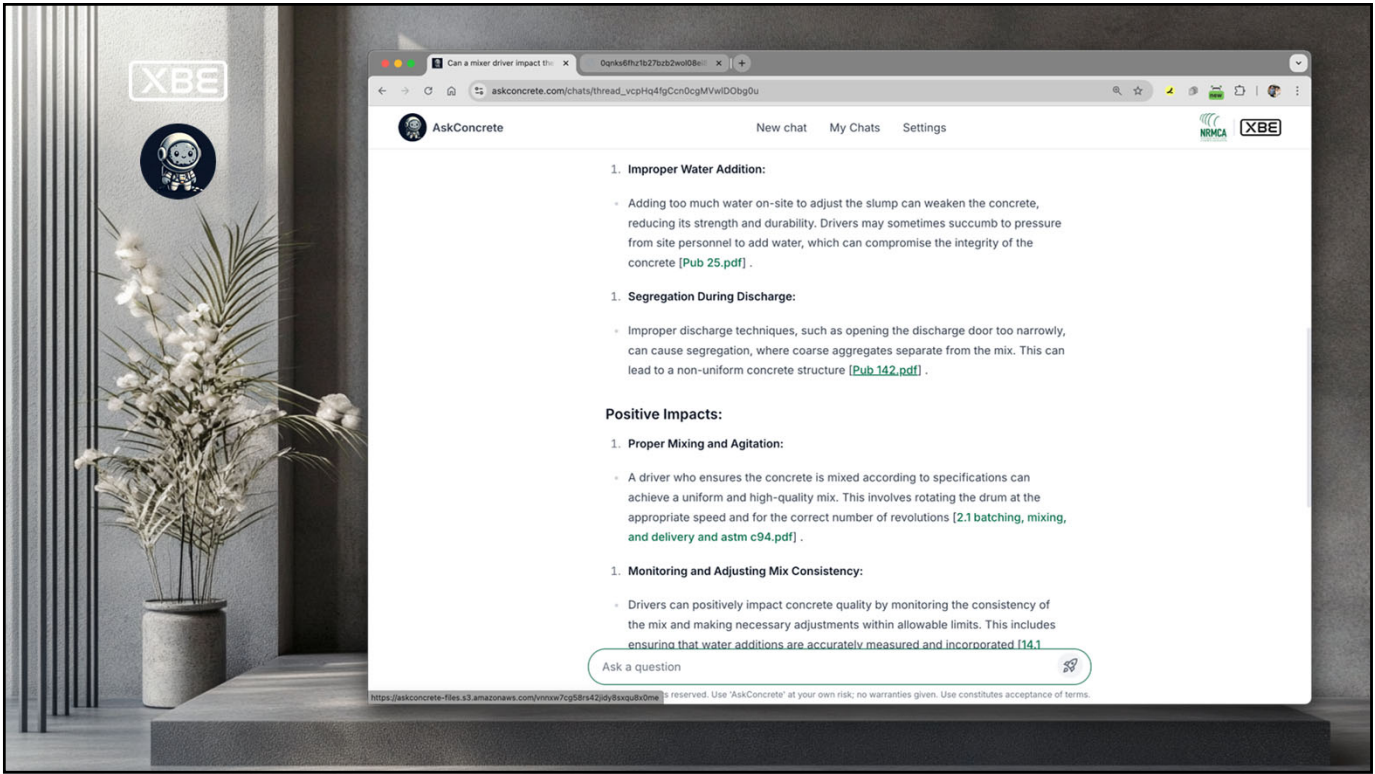 XBE
Can a mixer driver impact the
askconcrete.com/chats/thread_vcpHq4fgCcn0cgMVwIDObg0u
new
AskConcrete
New chat
My Chats
Settings
NRMCA
XBE
1. Improper Water Addition:
Adding too much water on-site to adjust the slump can weaken the concrete,
reducing its strength and durability. Drivers may sometimes succumb to pressure
from site personnel to add water, which can compromise the integrity of the
concrete [Pub 25.pdf] .
1. Segregation During Discharge:
Improper discharge techniques, such as opening the discharge door too narrowly,
can cause segregation, where coarse aggregates separate from the mix. This can
lead to a non-uniform concrete structure [Pub 142.pdf] .
Positive Impacts:
1. Proper Mixing and Agitation:
A driver who ensures the concrete is mixed according to specifications can
achieve a uniform and high-quality mix. This involves rotating the drum at the
appropriate speed and for the correct number of revolutions [2.1 batching, mixing,
and delivery and astm c94.pdf] .
1. Monitoring and Adjusting Mix Consistency:
Drivers can positively impact concrete quality by monitoring the consistency of
the mix and making necessary adjustments within allowable limits. This includes
ensuring that water additions are accurately measured and incorporated [14.1
Ask a question
https://askconcrete-files.s3.amazonaws.com/vnnxw7cg58rs42jidy8sxqu8x0me
s reserved. Use 'AskConcrete' at your own risk; no warranties given. Use constitutes acceptance of terms.